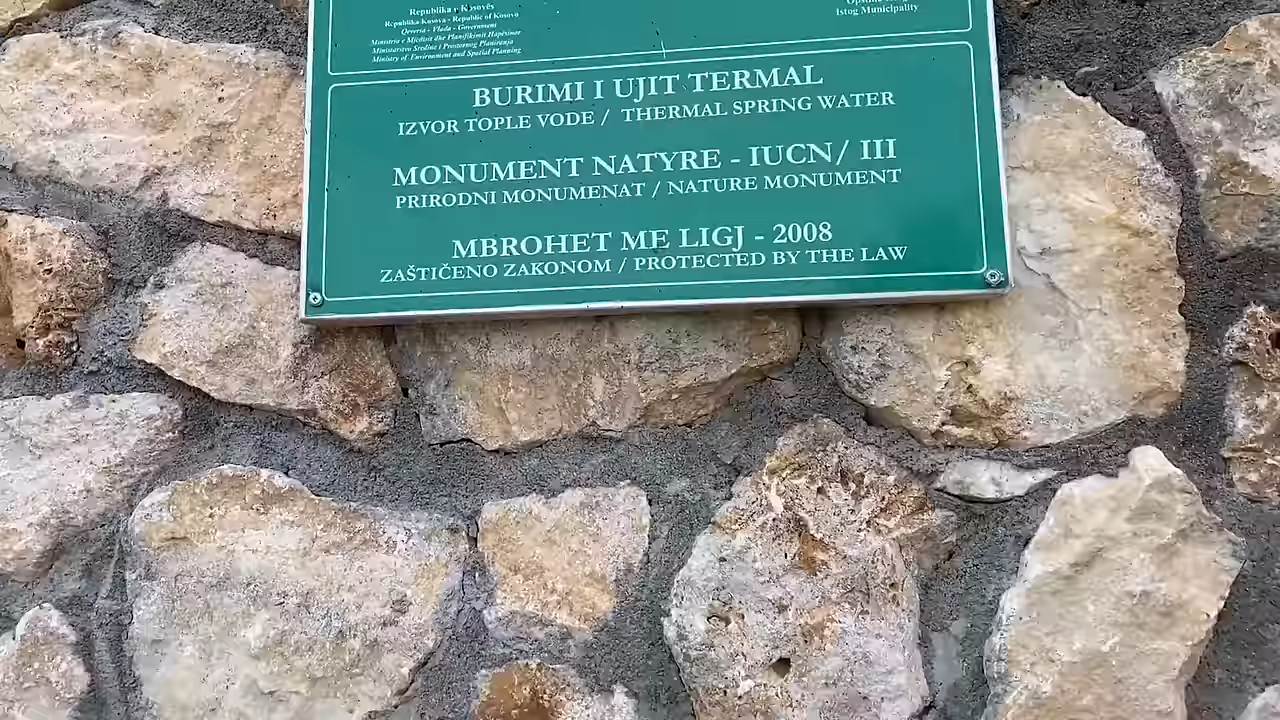 Republika e Kosovës
Republika Kosova - Republic of Kosovo
Qeveria - Vlada - Government
Ministria e Mjedisit dhe Planifikimit Hapësinor
Ministarstvo Sredine i Prostornog Planiranja
Ministry of Environment and Spatial Planning
Istog Municipality
BURIMI I UJIT TERMAL
IZVOR TOPLE VODE / THERMAL SPRING WATER
MONUMENT NATYRE - IUCN/ III
PRIRODNI MONUMENAT / NATURE MONUMENT
MBROHET ME LIGJ - 2008
ZAŠTIČENO ZAKONOM / PROTECTED BY THE LAW